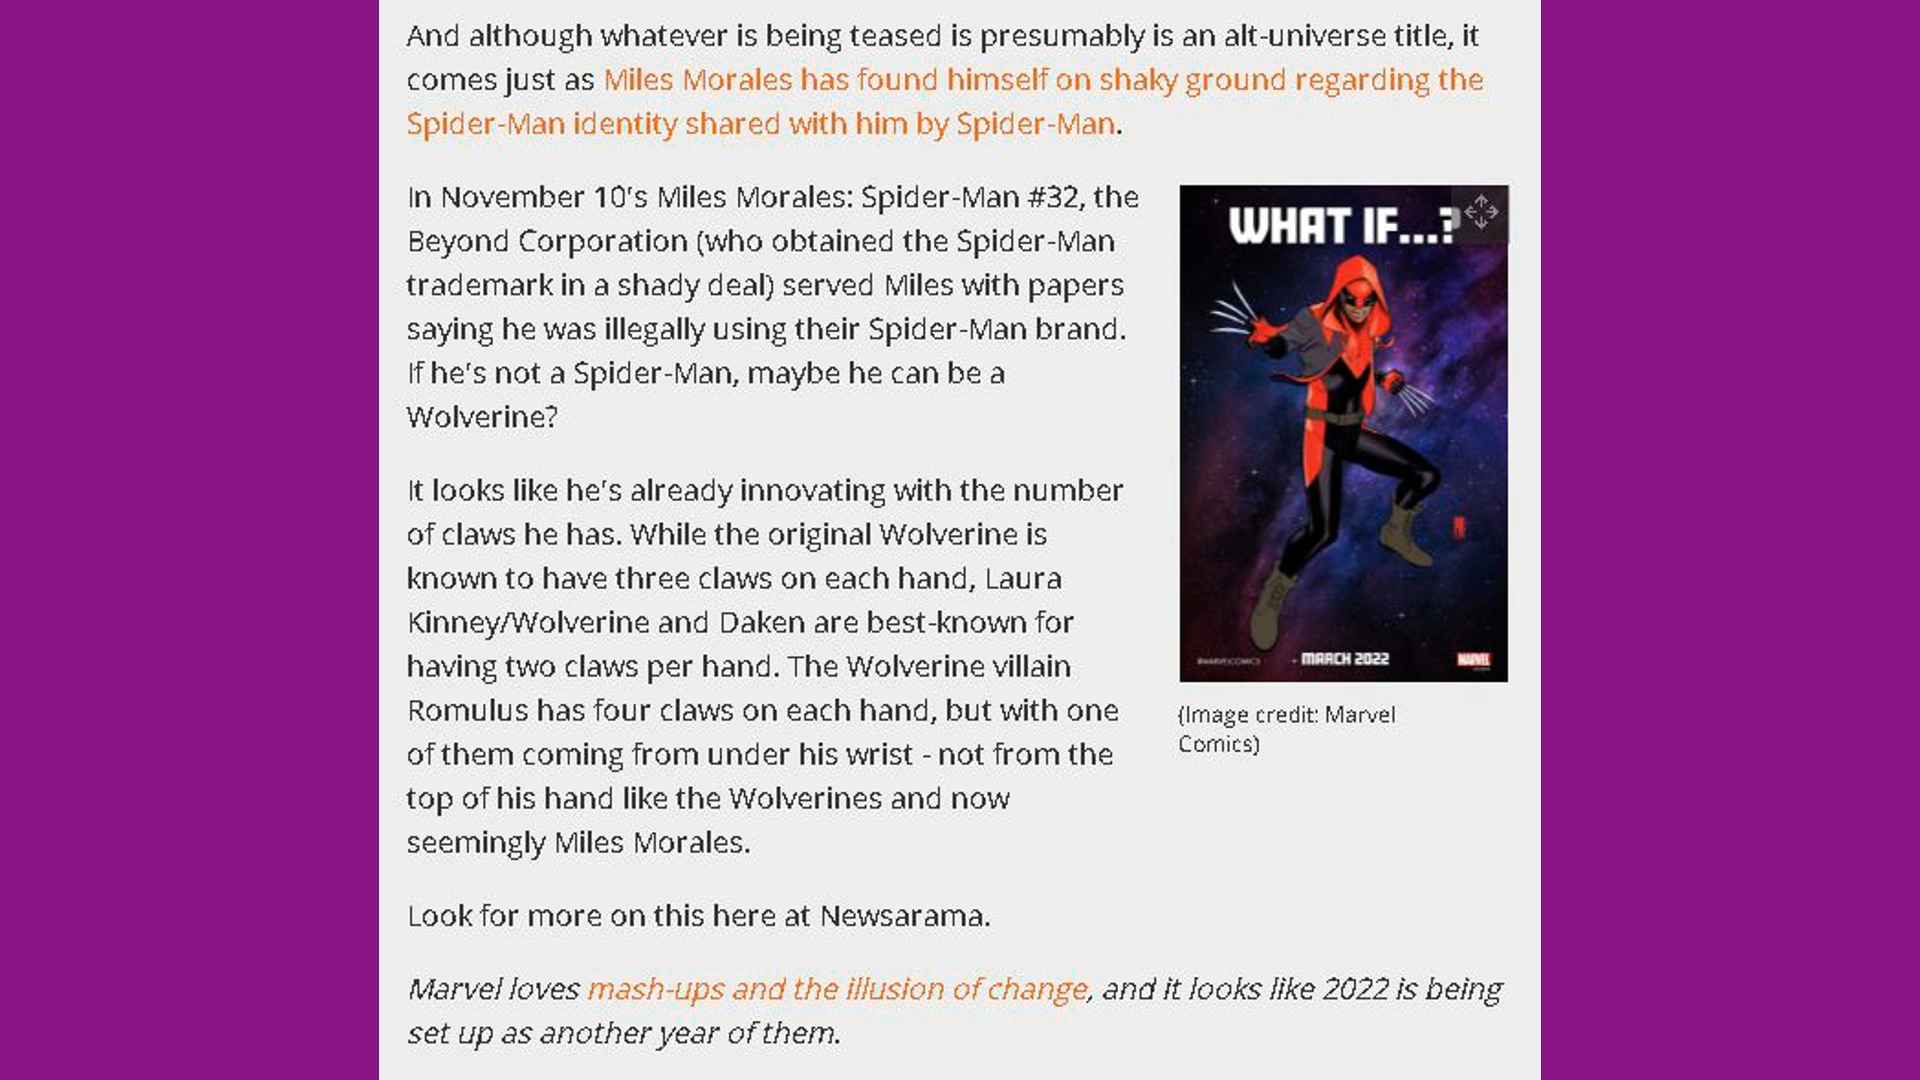 And although whatever is being teased is presumably is an alt-universe title, it
comes just as Miles Morales has found himself on shaky ground regarding the
Spider-Man identity shared with him by Spider-Man.
In November 10's Miles Morales: Spider-Man #32, the
Beyond Corporation (who obtained the Spider-Man
trademark in a shady deal) served Miles with papers
saying he was illegally using their Spider-Man brand.
If he's not a Spider-Man, maybe he can be a
Wolverine?
It looks like he's already innovating with the number
of claws he has. While the original Wolverine is
known to have three claws on each hand, Laura
Kinney/Wolverine and Daken are best-known for
having two claws per hand. The Wolverine villain
Romulus has four claws on each hand, but with one
of them coming from under his wrist - not from the
top of his hand like the Wolverines and now
seemingly Miles Morales.
WHAT IF...?
MARCH 2022
MARVEL
(Image credit: Marvel
Comics)
Look for more on this here at Newsarama.
Marvel loves mash-ups and the illusion of change, and it looks like 2022 is being
set up as another year of them.